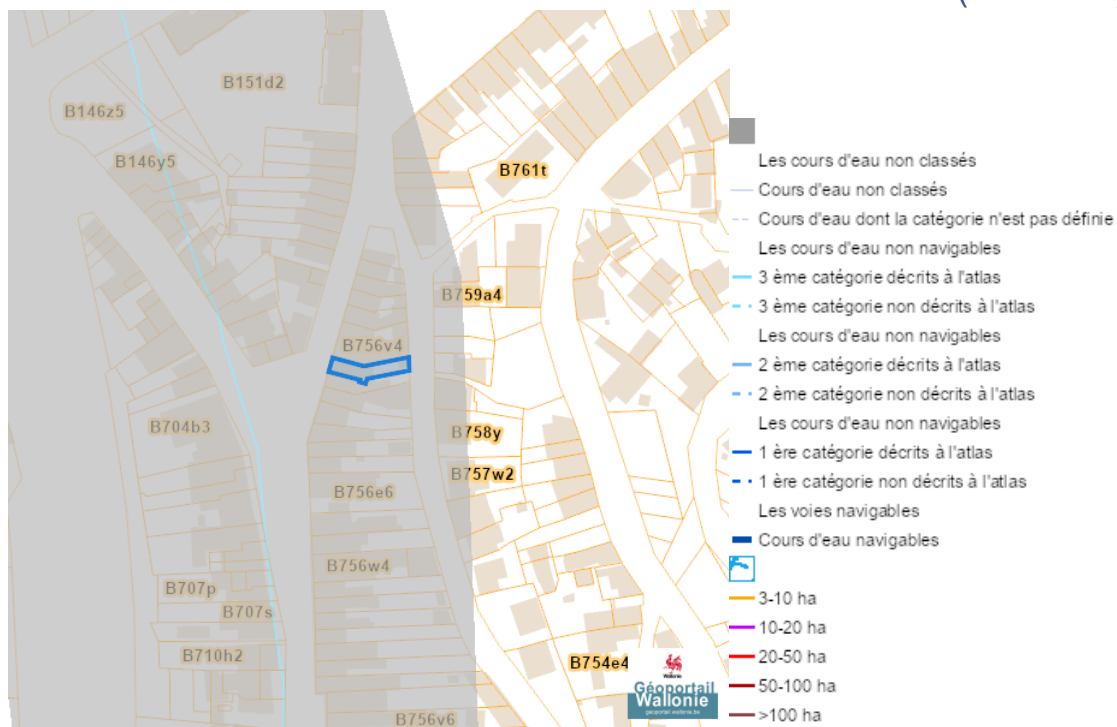 (
B151d2
B146z5
B146y5
B761t
B759a4
B756v4
B704b3
B758y
B757w2
B756e6
B756w4
B707p
B707s
B710h2
B754e4
B756v6
Wallonie
Géoportail
Wallonie
geoportail.wallonie.be
Les cours d'eau non classés
Cours d'eau non classés
Cours d'eau dont la catégorie n'est pas définie
Les cours d'eau non navigables
3 ème catégorie décrits à l'atlas
3 ème catégorie non décrits à l'atlas
Les cours d'eau non navigables
2 ème catégorie décrits à l'atlas
2 ème catégorie non décrits à l'atlas
Les cours d'eau non navigables
1 ère catégorie décrits à l'atlas
1 ère catégorie non décrits à l'atlas
Les voies navigables
Cours d'eau navigables
3-10 ha
10-20 ha
20-50 ha
50-100 ha
>100 ha